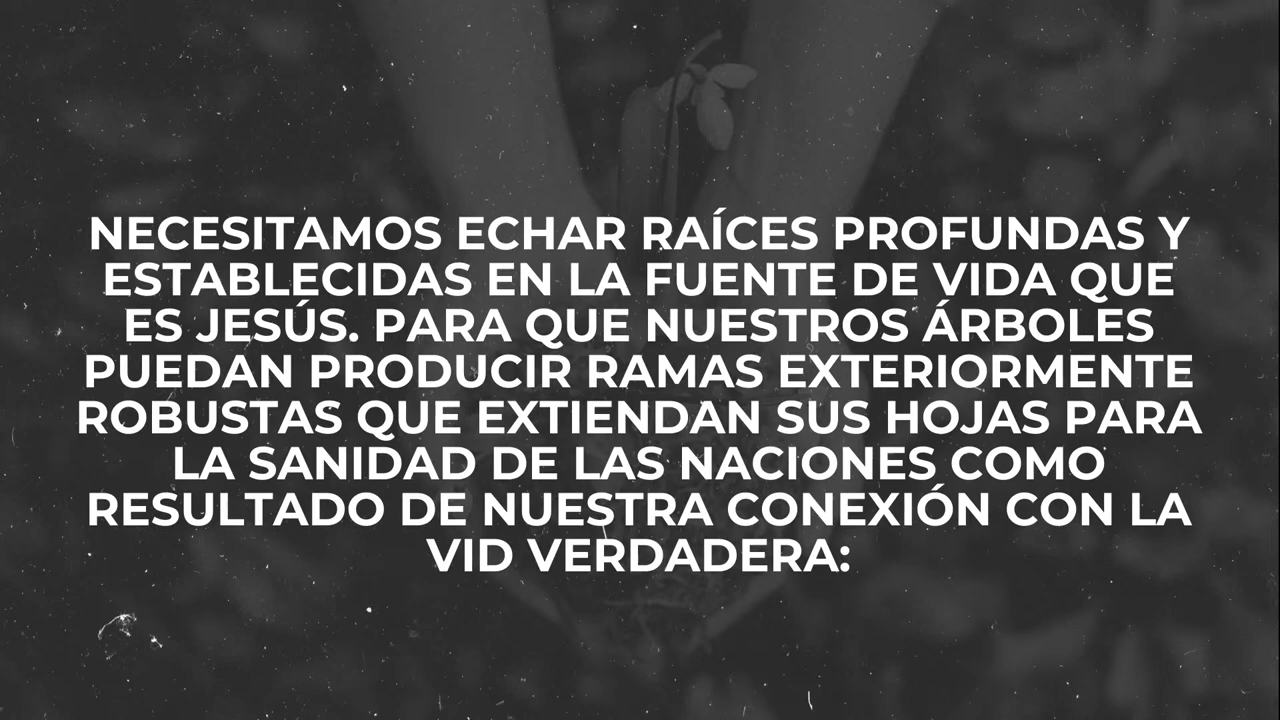 NECESITAMOS ECHAR RAÍCES PROFUNDAS Y
ESTABLECIDAS EN LA FUENTE DE VIDA QUE
ES JESÚS. PARA QUE NUESTROS ÁRBOLES
PUEDAN PRODUCIR RAMAS EXTERIORMENTE
ROBUSTAS QUE EXTIENDAN SUS HOJAS PARA
LA SANIDAD DE LAS NACIONES COMO
RESULTADO DE NUESTRA CONEXIÓN CON LA
VID VERDADERA: